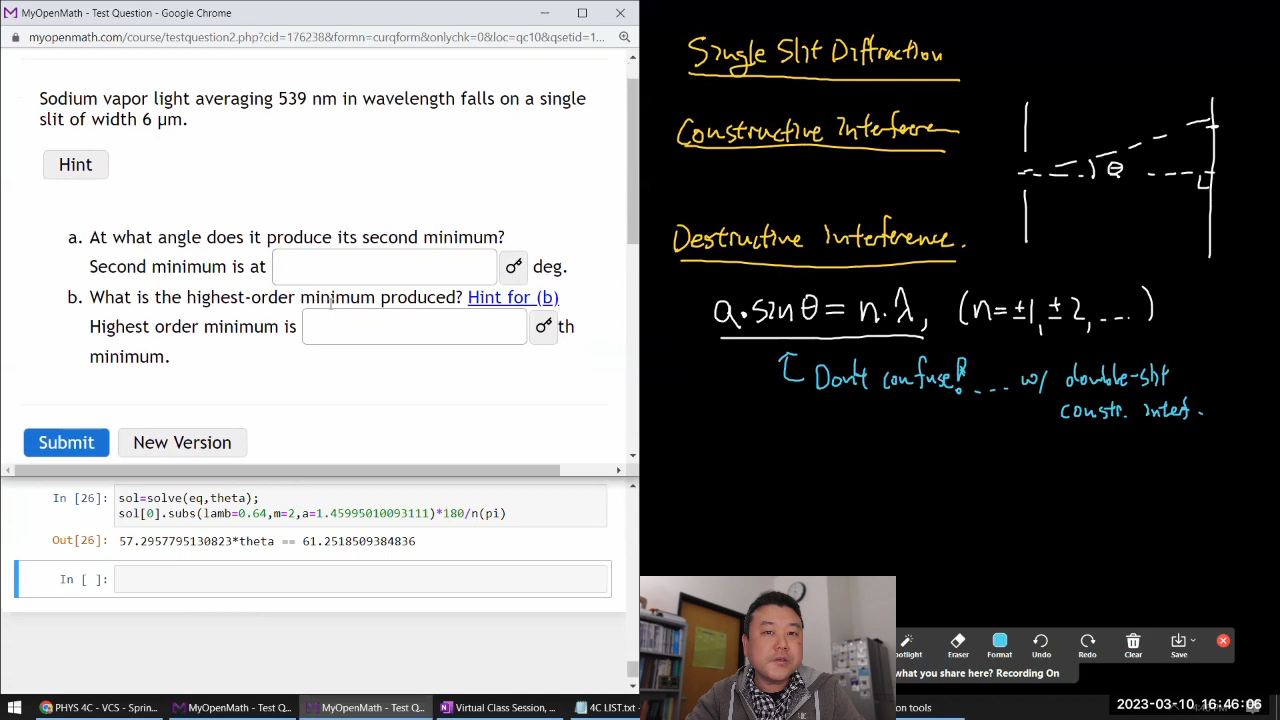 MyOpenMath - Test Question - Google Chrome
myopenmath.com/course/testquestion2.php?cid=176238&formn=curqform&onlychk=0&loc=qc10&qsetid=1...
Sodium vapor light averaging 539 nm in wavelength falls on a single
slit of width 6 μm.
Hint
a. At what angle does it produce its second minimum?
Second minimum is at deg.
b. What is the highest-order minimum produced? Hint for (b)
Highest order minimum is th
minimum.
Submit New Version
In [26]: sol=solve(eq,theta);
sol[0].subs(lamb=0.64,m=2,a=1.45995010093111)*180/n(pi)
Out[26]: 57.2957795130823*theta == 61.2518509384836
In [ ]:
Single Slit Diffraction
Constructive Interferen
θ
Destructive Interference.
a.sin θ = n.λ, (n=±1, ±2, ....)
Don't confuse! ... w/ double-slit
constr. interf.
potlight Eraser Format Undo Redo Clear Save
what you share here? Recording On
PHYS 4C - VCS - Sprin... MyOpenMath - Test Q... MyOpenMath - Test Q... Virtual Class Session, ... 4C LIST.txt - tion tools
2023-03-10 16:46:06